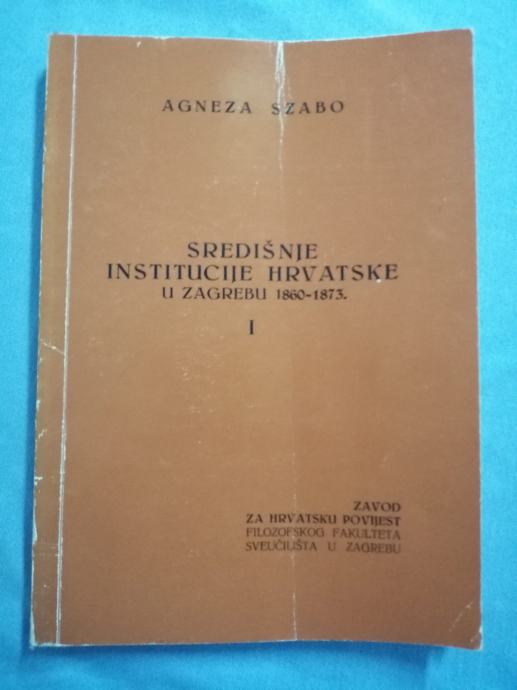 AGNEZA SZABO
SREDIŠNJE
INSTITUCIJE HRVATSKE
U ZAGREBU 1860-1873.
I
ZAVOD
ZA HRVATSKU POVIJEST
FILOZOFSKOG FAKULTETA
SVEUČILIŠTA U ZAGREBU